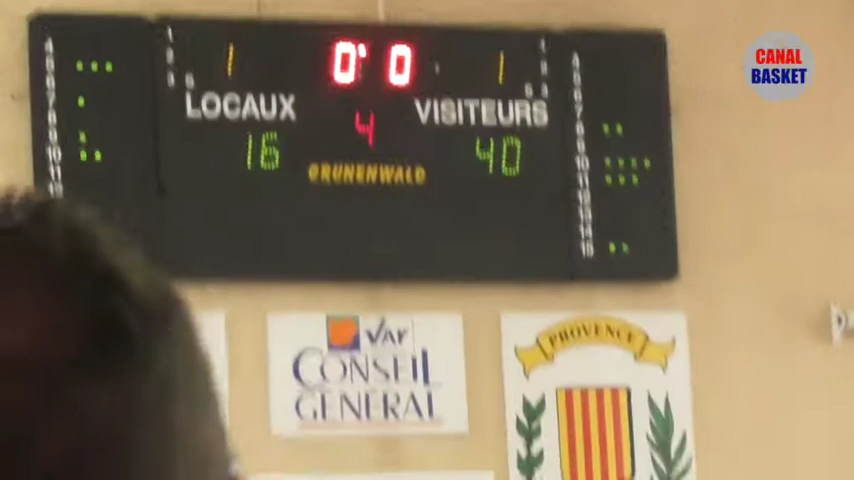 CANAL
BASKET
1 0'0 1
LOCAUX 4 VISITEURS
16 40
GRUNENWALD
Var
CONSEIL
GENERAL
PROVENCE